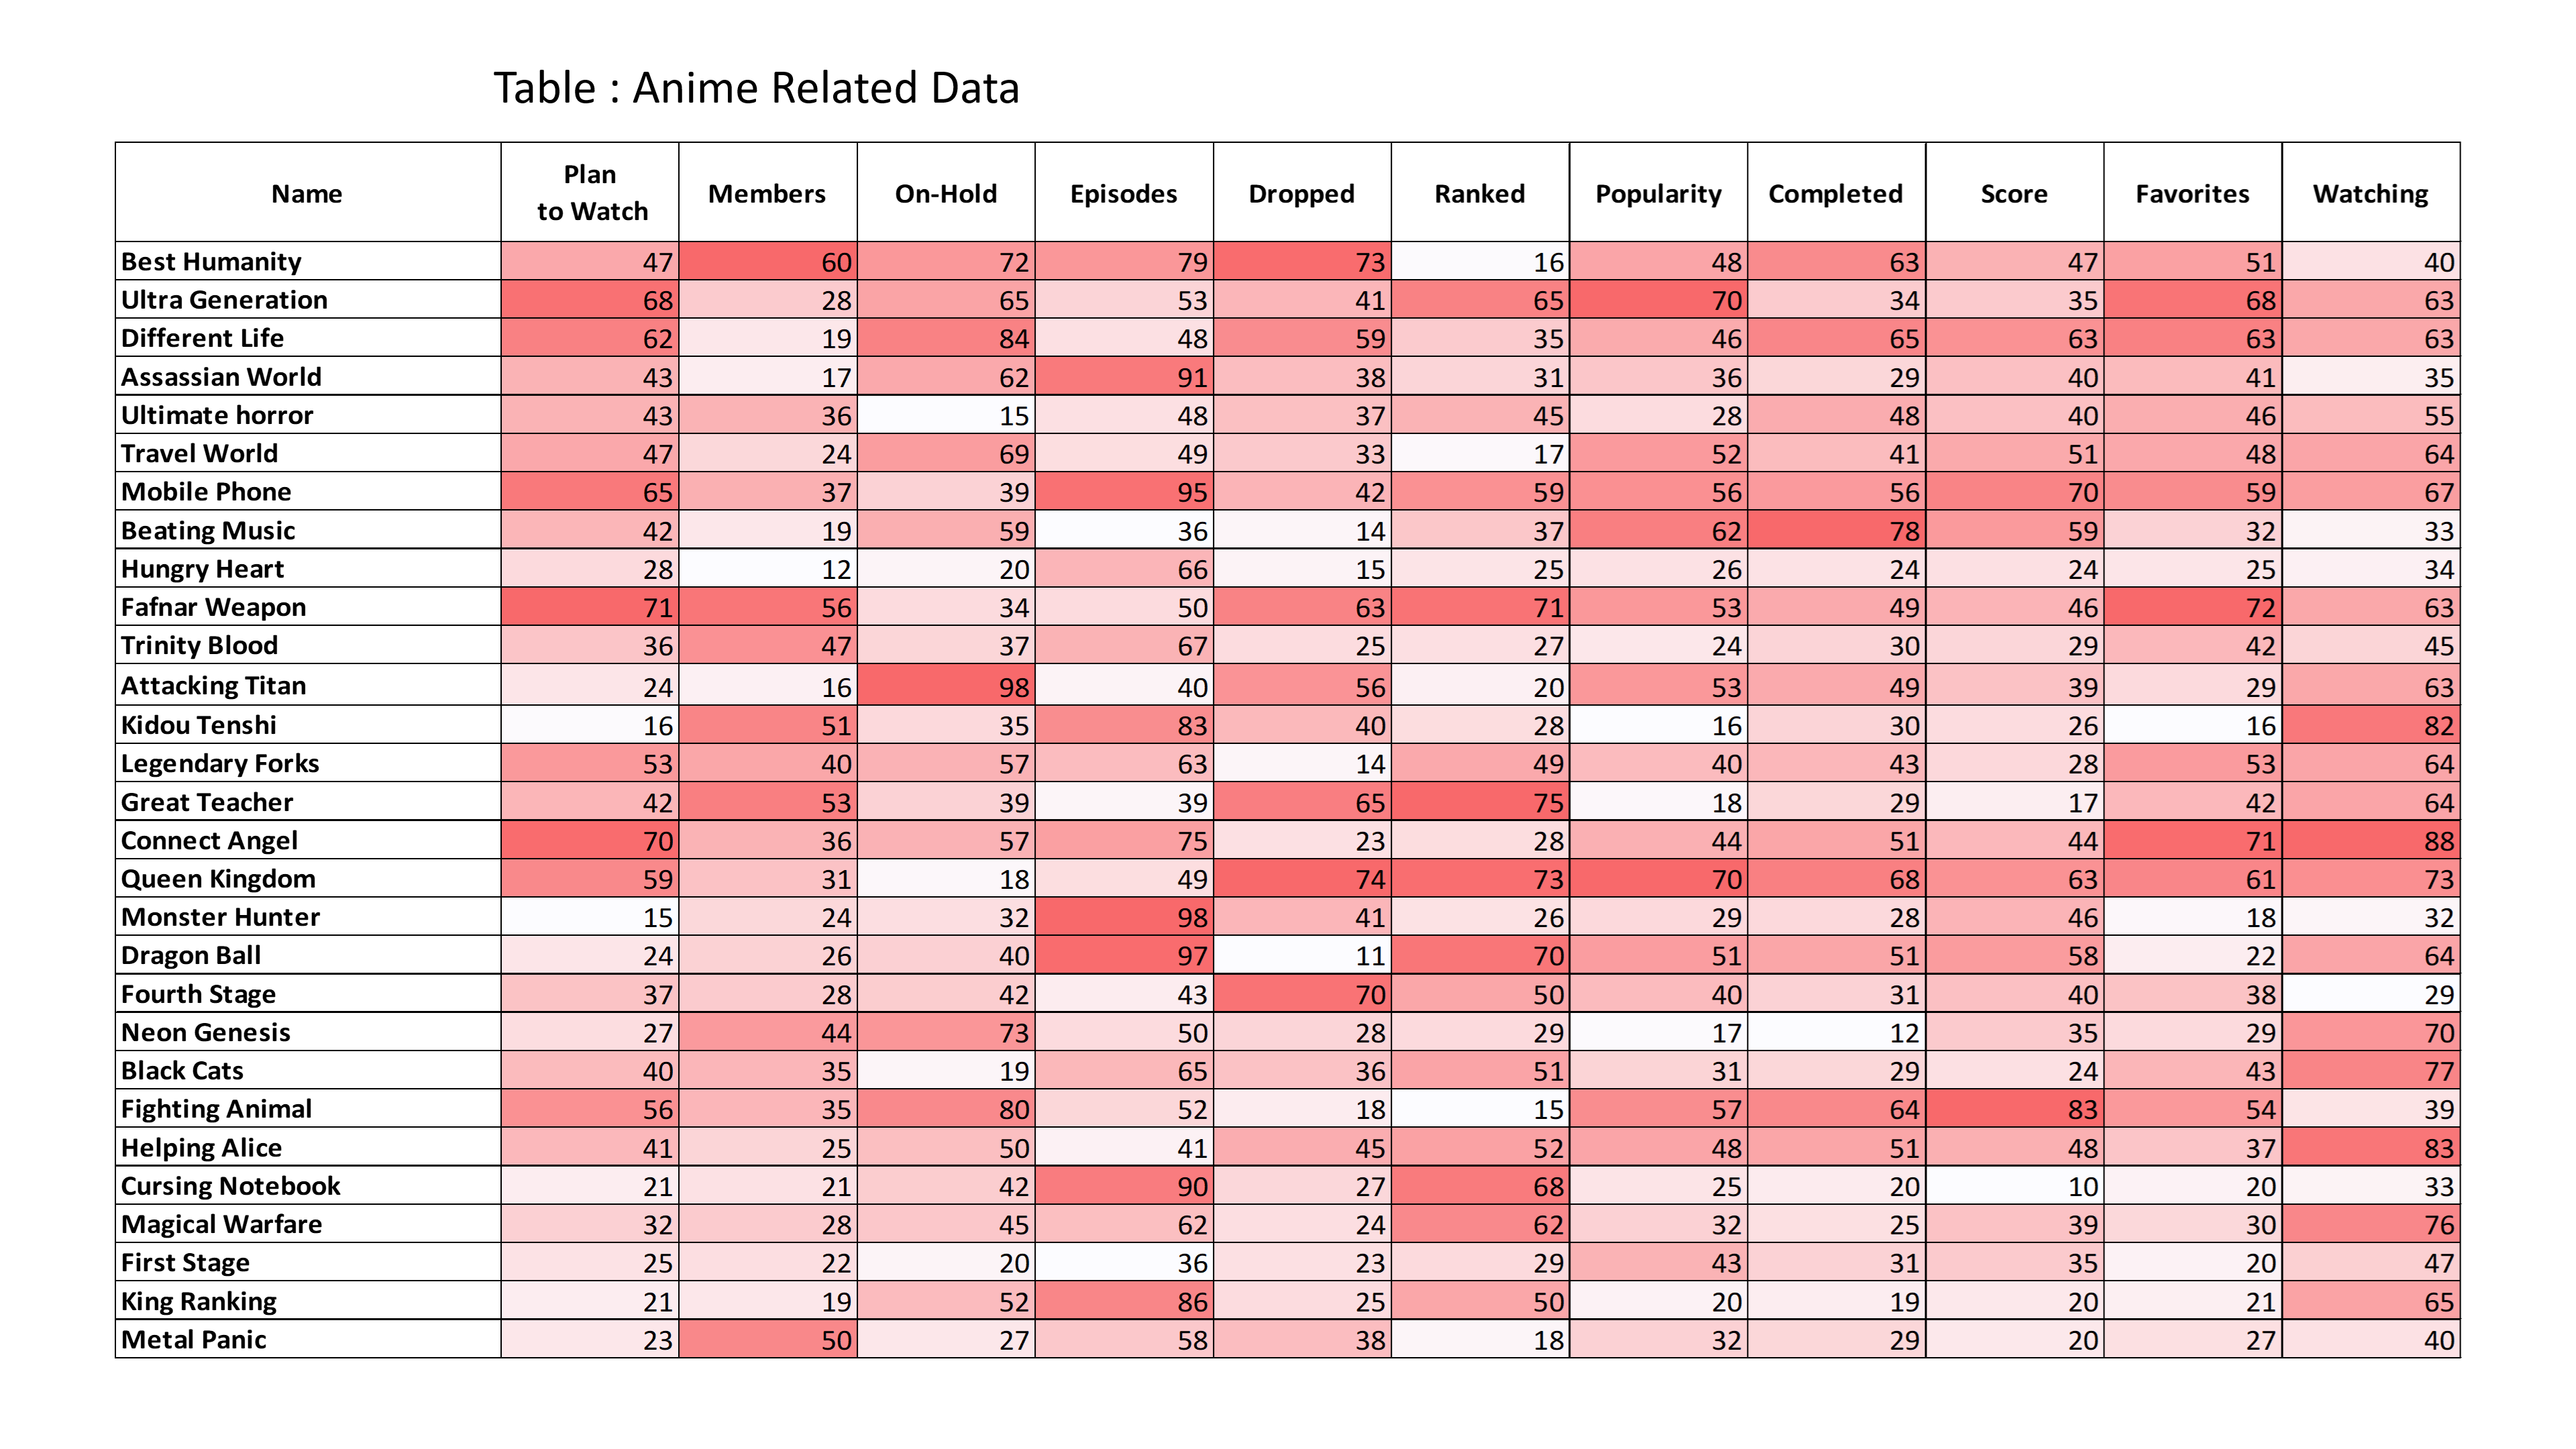 Table : Anime Related Data
Name Plan to Watch Members On-Hold Episodes Dropped Ranked Popularity Completed Score Favorites Watching
Best Humanity 47 60 72 79 73 16 48 63 47 51 40
Ultra Generation 68 28 65 53 41 65 70 34 35 68 63
Different Life 62 19 84 48 59 35 46 65 63 63 63
Assassian World 43 17 62 91 38 31 36 29 40 41 35
Ultimate horror 43 36 15 48 37 45 28 48 40 46 55
Travel World 47 24 69 49 33 17 52 41 51 48 64
Mobile Phone 65 37 39 95 42 59 56 56 70 59 67
Beating Music 42 19 59 36 14 37 62 78 59 32 33
Hungry Heart 28 12 20 66 15 25 26 24 24 25 34
Fafnar Weapon 71 56 34 50 63 71 53 49 46 72 63
Trinity Blood 36 47 37 67 25 27 24 30 29 42 45
Attacking Titan 24 16 98 40 56 20 53 49 39 29 63
Kidou Tenshi 16 51 35 83 40 28 16 30 26 16 82
Legendary Forks 53 40 57 63 14 49 40 43 28 53 64
Great Teacher 42 53 39 39 65 75 18 29 17 42 64
Connect Angel 70 36 57 75 23 28 44 51 44 71 88
Queen Kingdom 59 31 18 49 74 73 70 68 63 61 73
Monster Hunter 15 24 32 98 41 26 29 28 46 18 32
Dragon Ball 24 26 40 97 11 70 51 51 58 22 64
Fourth Stage 37 28 42 43 70 50 40 31 40 38 29
Neon Genesis 27 44 73 50 28 29 17 12 35 29 70
Black Cats 40 35 19 65 36 51 31 29 24 43 77
Fighting Animal 56 35 80 52 18 15 57 64 83 54 39
Helping Alice 41 25 50 41 45 52 48 51 48 37 83
Cursing Notebook 21 21 42 90 27 68 25 20 10 20 33
Magical Warfare 32 28 45 62 24 62 32 25 39 30 76
First Stage 25 22 20 36 23 29 43 31 35 20 47
King Ranking 21 19 52 86 25 50 20 19 20 21 65
Metal Panic 23 50 27 58 38 18 32 29 20 27 40